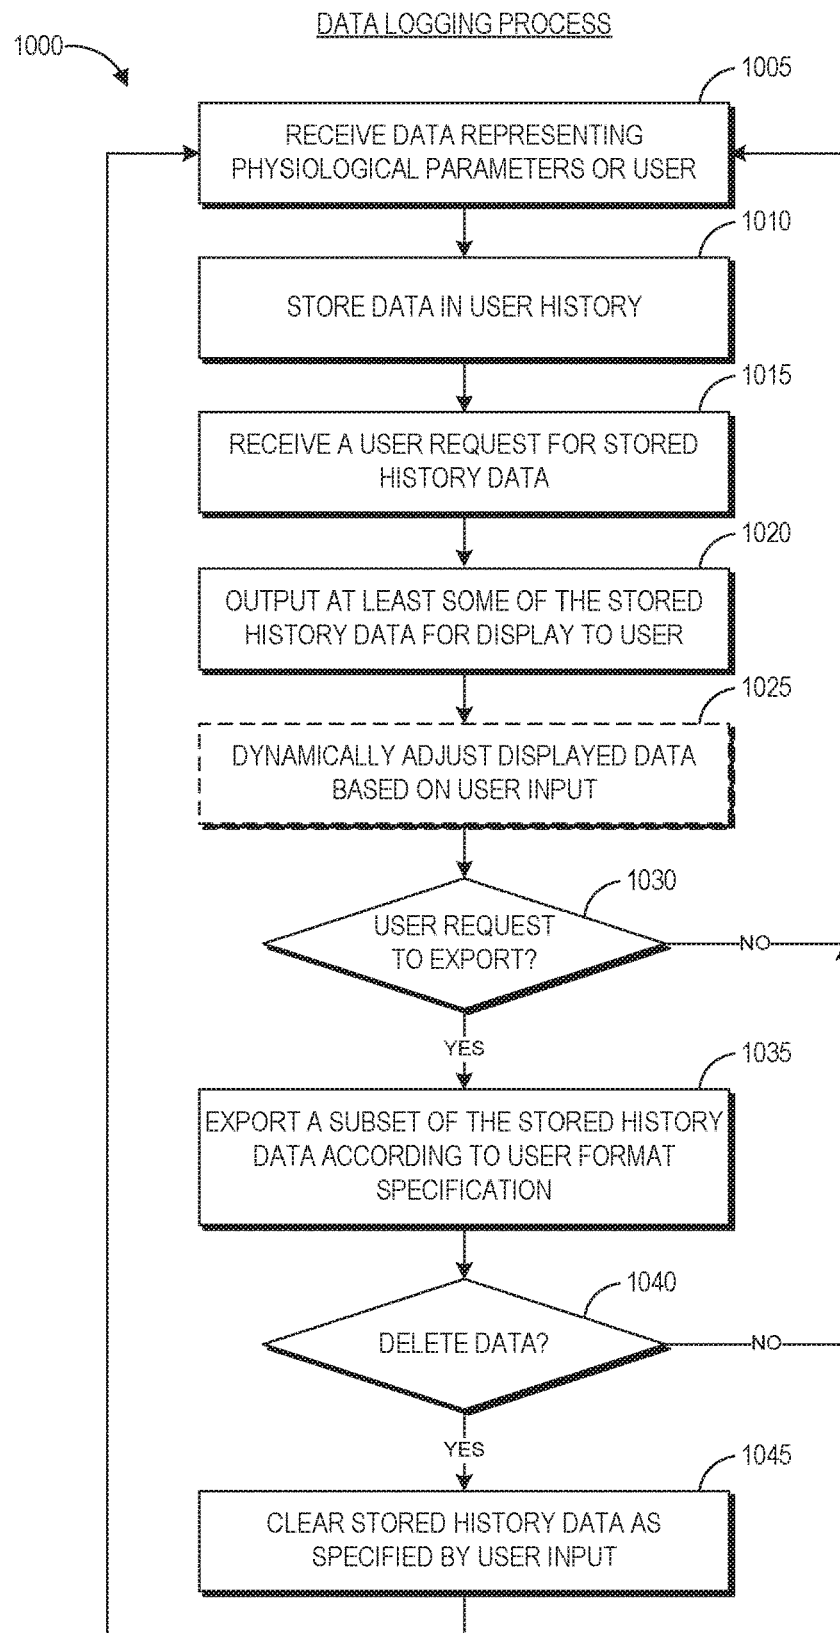 DATA LOGGING PROCESS
1000
1005
RECEIVE DATA REPRESENTING
PHYSIOLOGICAL PARAMETERS OR USER
1010
STORE DATA IN USER HISTORY
1015
RECEIVE A USER REQUEST FOR STORED
HISTORY DATA
1020
OUTPUT AT LEAST SOME OF THE STORED
HISTORY DATA FOR DISPLAY TO USER
1025
DYNAMICALLY ADJUST DISPLAYED DATA
BASED ON USER INPUT
1030
USER REQUEST
TO EXPORT?
NO
YES
1035
EXPORT A SUBSET OF THE STORED HISTORY
DATA ACCORDING TO USER FORMAT
SPECIFICATION
1040
DELETE DATA?
NO
YES
1045
CLEAR STORED HISTORY DATA AS
SPECIFIED BY USER INPUT